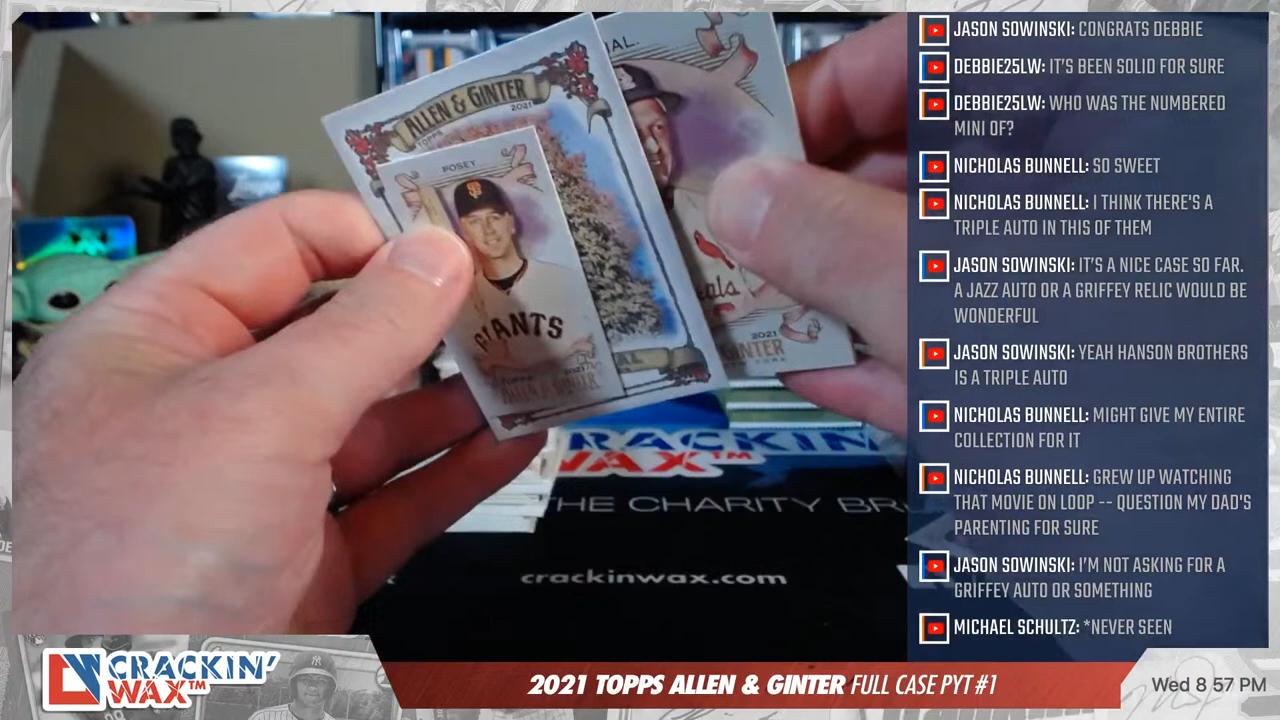 ALLEN & GINTER
2021
TOPPS
POSEY
GIANTS
IAL.
als
2021
GINTER
RACKIN
WAX™
THE CHARITY BR
crackinwax.com
JASON SOWINSKI: CONGRATS DEBBIE
DEBBIE25LW: IT'S BEEN SOLID FOR SURE
DEBBIE25LW: WHO WAS THE NUMBERED
MINI OF?
NICHOLAS BUNNELL: SO SWEET
NICHOLAS BUNNELL: I THINK THERE'S A
TRIPLE AUTO IN THIS OF THEM
JASON SOWINSKI: IT'S A NICE CASE SO FAR.
A JAZZ AUTO OR A GRIFFEY RELIC WOULD BE
WONDERFUL
JASON SOWINSKI: YEAH HANSON BROTHERS
IS A TRIPLE AUTO
NICHOLAS BUNNELL: MIGHT GIVE MY ENTIRE
COLLECTION FOR IT
NICHOLAS BUNNELL: GREW UP WATCHING
THAT MOVIE ON LOOP -- QUESTION MY DAD'S
PARENTING FOR SURE
JASON SOWINSKI: I'M NOT ASKING FOR A
GRIFFEY AUTO OR SOMETHING
MICHAEL SCHULTZ: *NEVER SEEN
CRACKIN'
WAX™
2021 TOPPS ALLEN & GINTER FULL CASE PYT #1
Wed 8 57 PM